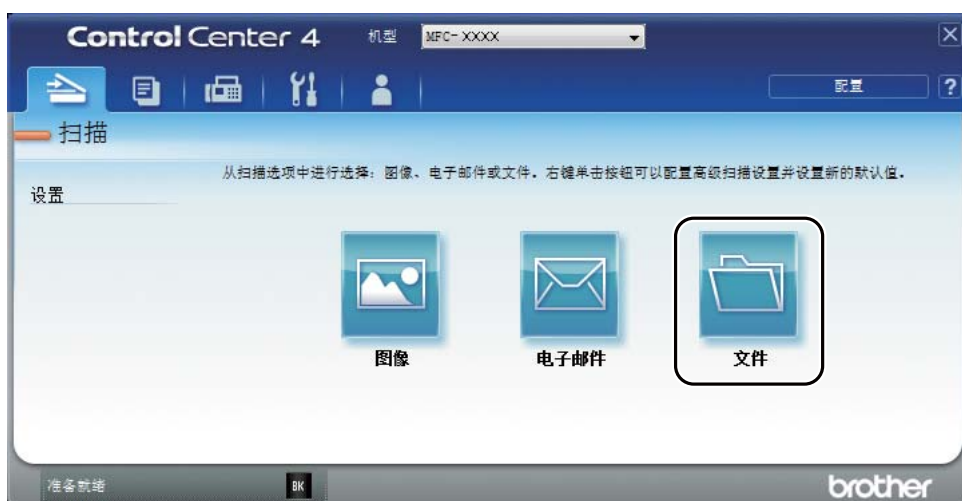 Control Center 4 机型 MFC- XXXX
配置 ?
扫描
从扫描选项中进行选择：图像、电子邮件或文件。右键单击按钮可以配置高级扫描设置并设置新的默认值。
设置
图像 电子邮件 文件
准备就绪 BK brother